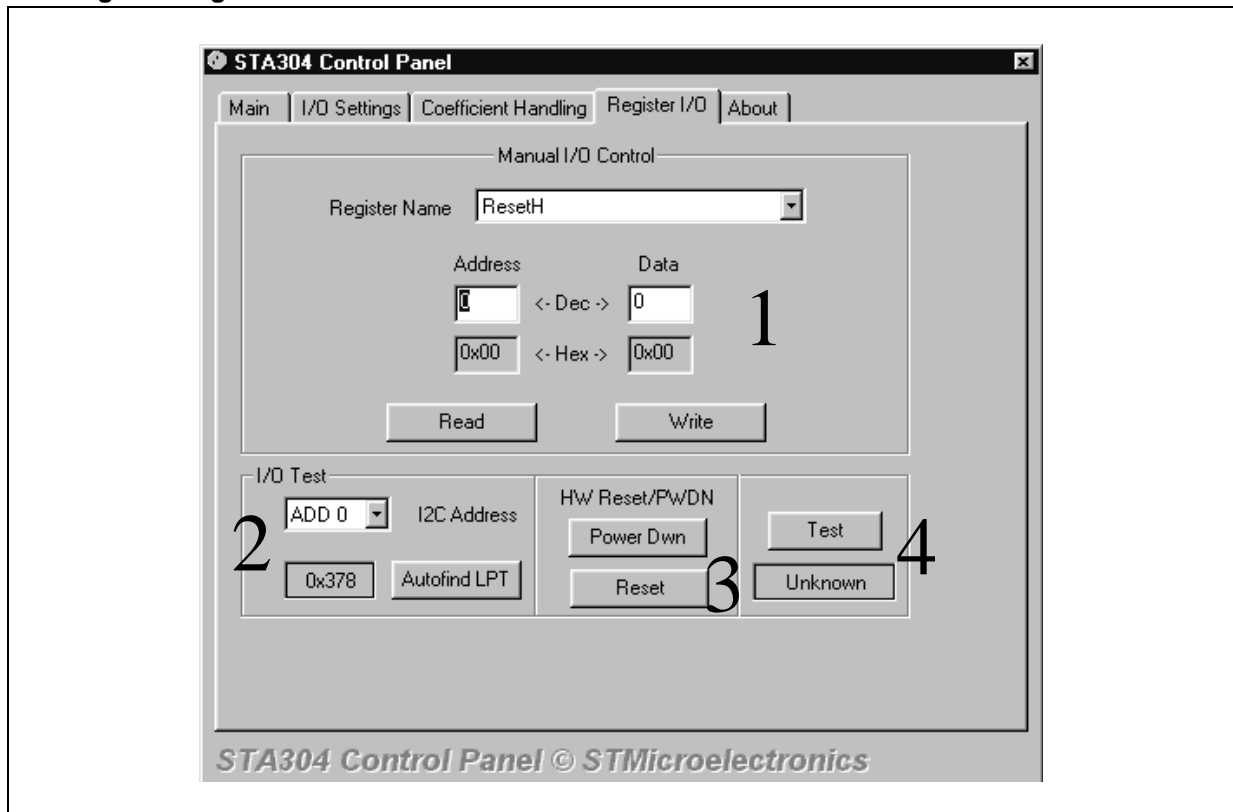 STA304 Control Panel
Main I/O Settings Coefficient Handling Register I/O About
Manual I/O Control
Register Name ResetH
Address Data
0 <- Dec -> 0
0x00 <- Hex -> 0x00
1
Read Write
I/O Test
ADD 0 I2C Address
2
0x378 Autofind LPT
HW Reset/PWDN
Power Dwn
Reset
3
Test
Unknown
4
STA304 Control Panel © STMicroelectronics